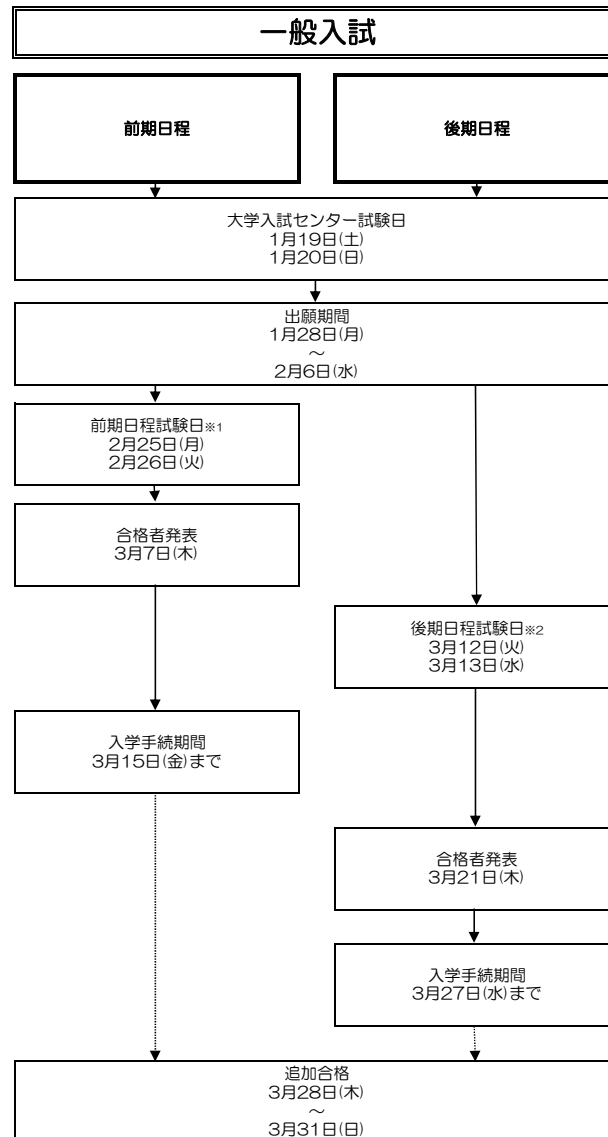 一般入試
前期日程
後期日程
大学入試センター試験日
1月19日(土)
1月20日(日)
出願期間
1月28日(月)
～
2月6日(水)
前期日程試験日※1
2月25日(月)
2月26日(火)
合格者発表
3月7日(木)
後期日程試験日※2
3月12日(火)
3月13日(水)
入学手続期間
3月15日(金)まで
合格者発表
3月21日(木)
入学手続期間
3月27日(水)まで
追加合格
3月28日(木)
～
3月31日(日)